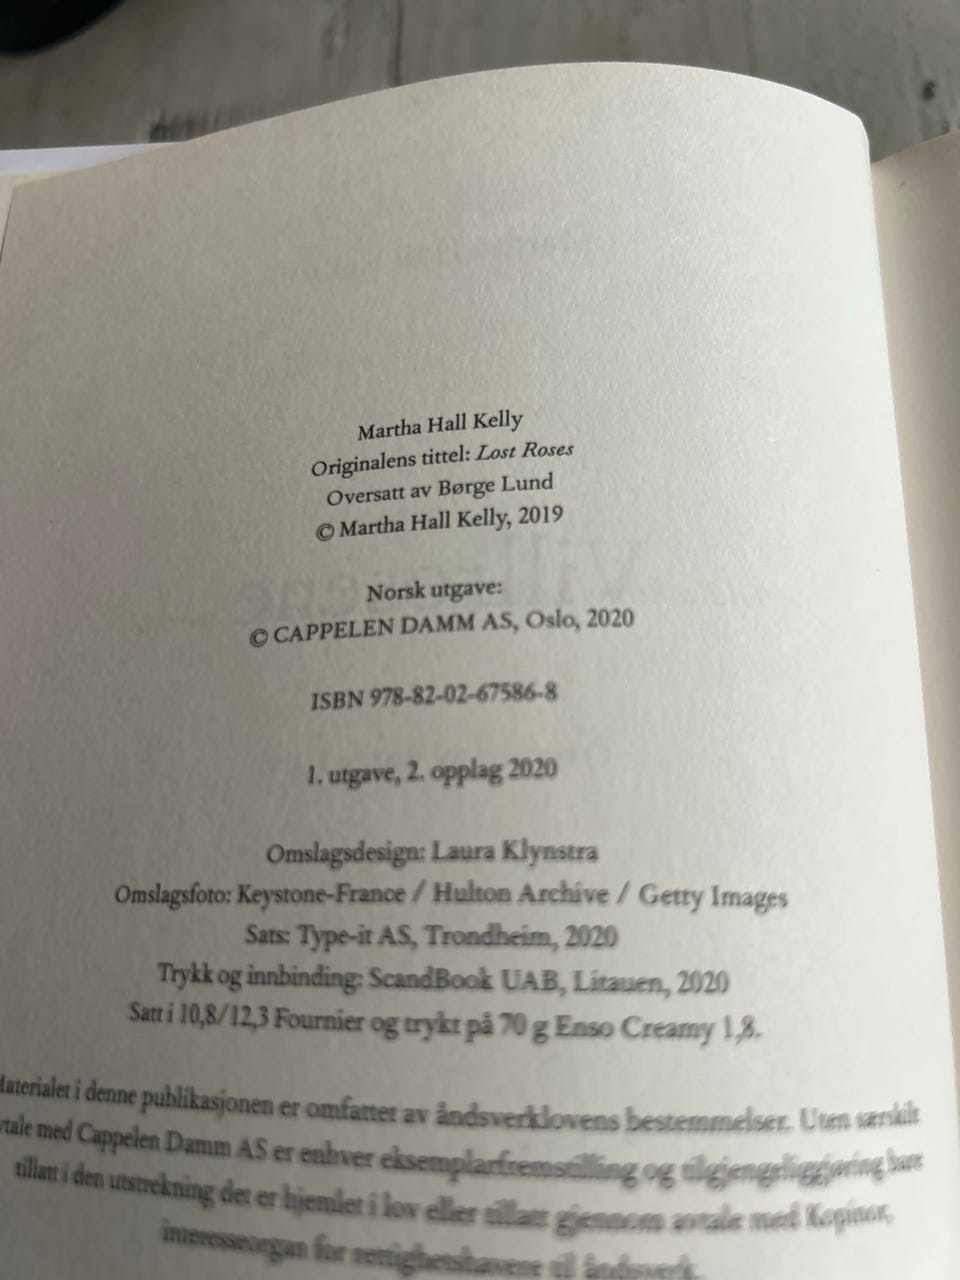 Martha Hall Kelly
Originalens tittel: Lost Roses
Oversatt av Børge Lund
© Martha Hall Kelly, 2019
Norsk utgave:
© CAPPELEN DAMM AS, Oslo, 2020
ISBN 978-82-02-67586-8
1. utgave, 2. opplag 2020
Omslagsdesign: Laura Klynstra
Omslagsfoto: Keystone-France / Hulton Archive / Getty Images
Sats: Type-it AS, Trondheim, 2020
Trykk og innbinding: ScandBook UAB, Litauen, 2020
Satt i 10,8/12,3 Fournier og trykt på 70 g Enso Creamy 1,8.
Materialet i denne publikasjonen er omfattet av åndsverklovens bestemmelser. Uten særskilt
avtale med Cappelen Damm AS er enhver eksemplarfremstilling og tilgjengeliggjøring bare
tillatt i den utstrekning det er hjemlet i lov eller tillatt gjennom avtale med Kopinor,
interesseorgan for rettighetshavere til åndsverk.